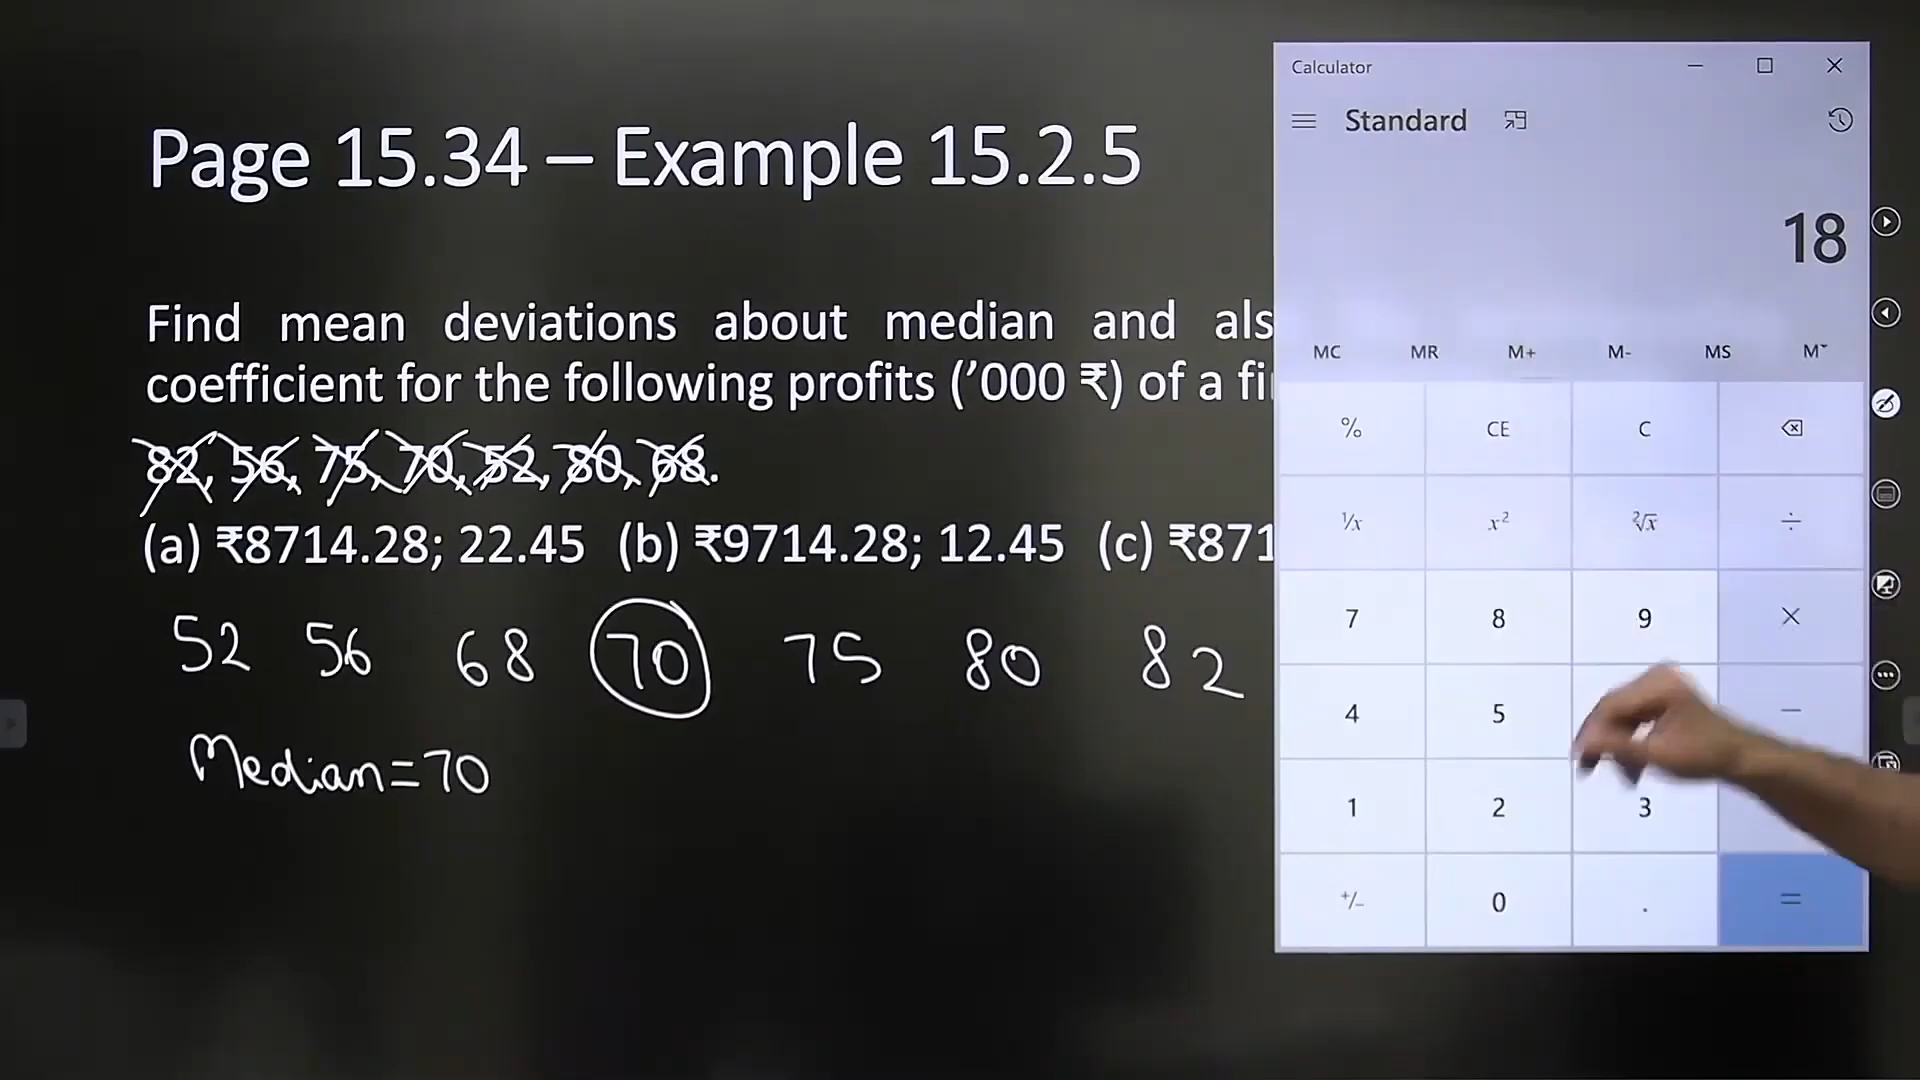 Page 15.34 – Example 15.2.5
Find mean deviations about median and als
coefficient for the following profits (’000 ₹) of a fi
82, 56, 75, 70, 52, 80, 68.
(a) ₹8714.28; 22.45 (b) ₹9714.28; 12.45 (c) ₹871
52 56 68 70 75 80 82
Median=70
Calculator
Standard
18
MC MR M+ M- MS M˅
% CE C
¹/x x² ²√x ÷
7 8 9 ×
4 5 −
1 2 3
+/− 0 . =